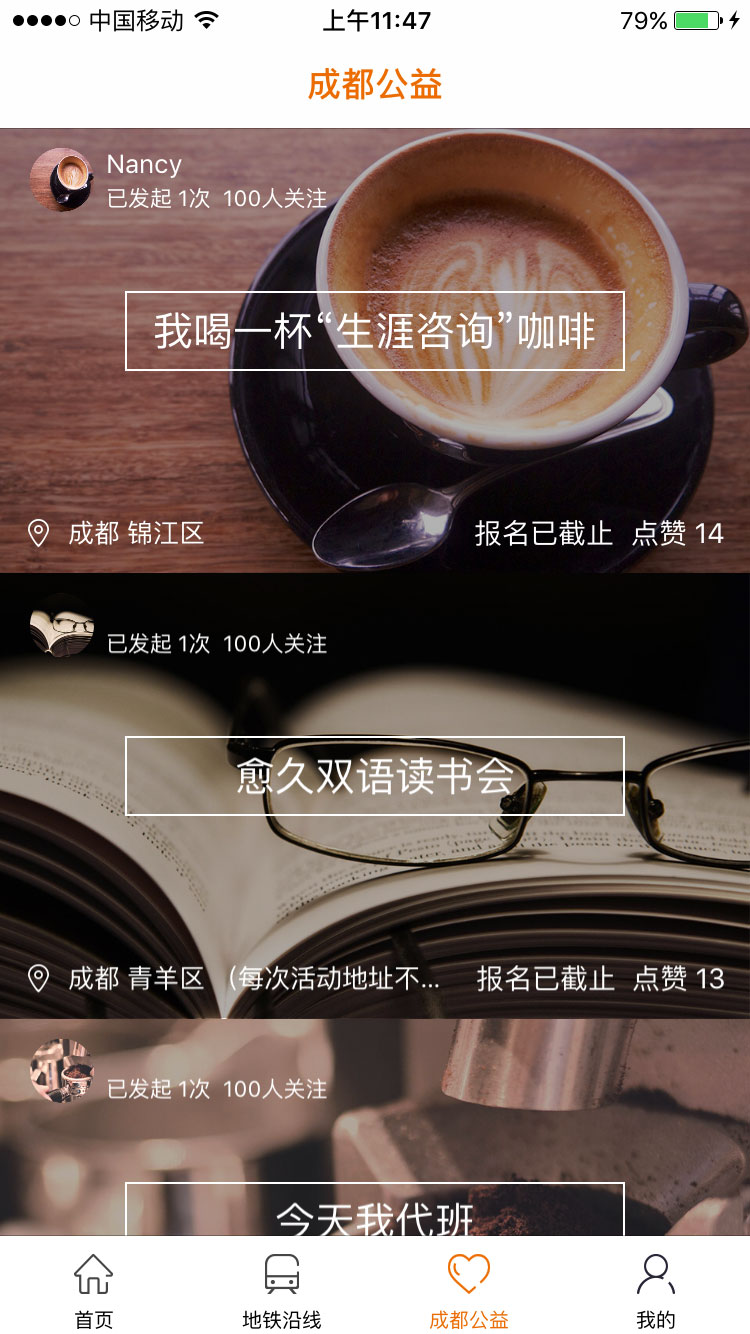 中国移动 上午11:47 79%
成都公益
Nancy
已发起 1次 100人关注
我喝一杯“生涯咨询”咖啡
成都 锦江区 报名已截止 点赞 14
已发起 1次 100人关注
愈久双语读书会
成都 青羊区 （每次活动地址不... 报名已截止 点赞 13
已发起 1次 100人关注
今天我代班
首页 地铁沿线 成都公益 我的